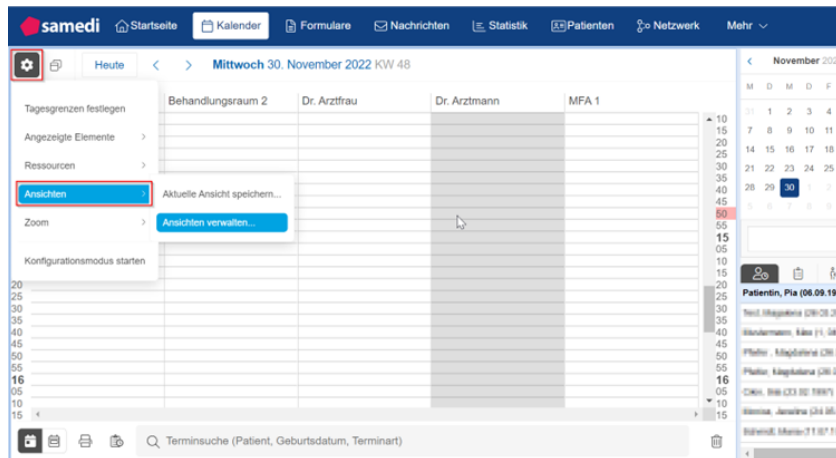 samedi Startseite Kalender Formulare Nachrichten Statistik Patienten Netzwerk Mehr
Heute Mittwoch 30. November 2022 KW 48
Behandlungsraum 2 Dr. Arztfrau Dr. Arztmann MFA 1
Tagesgrenzen festlegen
Angezeigte Elemente
Ressourcen
Ansichten
Aktuelle Ansicht speichern...
Zoom
Ansichten verwalten...
Konfigurationsmodus starten
10
15
20
25
30
35
40
45
50
55
15
05
10
15
20 20
25 25
30 30
35 35
40 40
45 45
50 50
55 55
16 16
05 05
10 10
15 15
Terminsuche (Patient, Geburtsdatum, Terminart)
November 202
M D M D F
31 1 2 3 4
7 8 9 10 11
14 15 16 17 18
21 22 23 24 25
28 29 30 1 2
5 6 7 8 9
Patientin, Pia (06.09.19